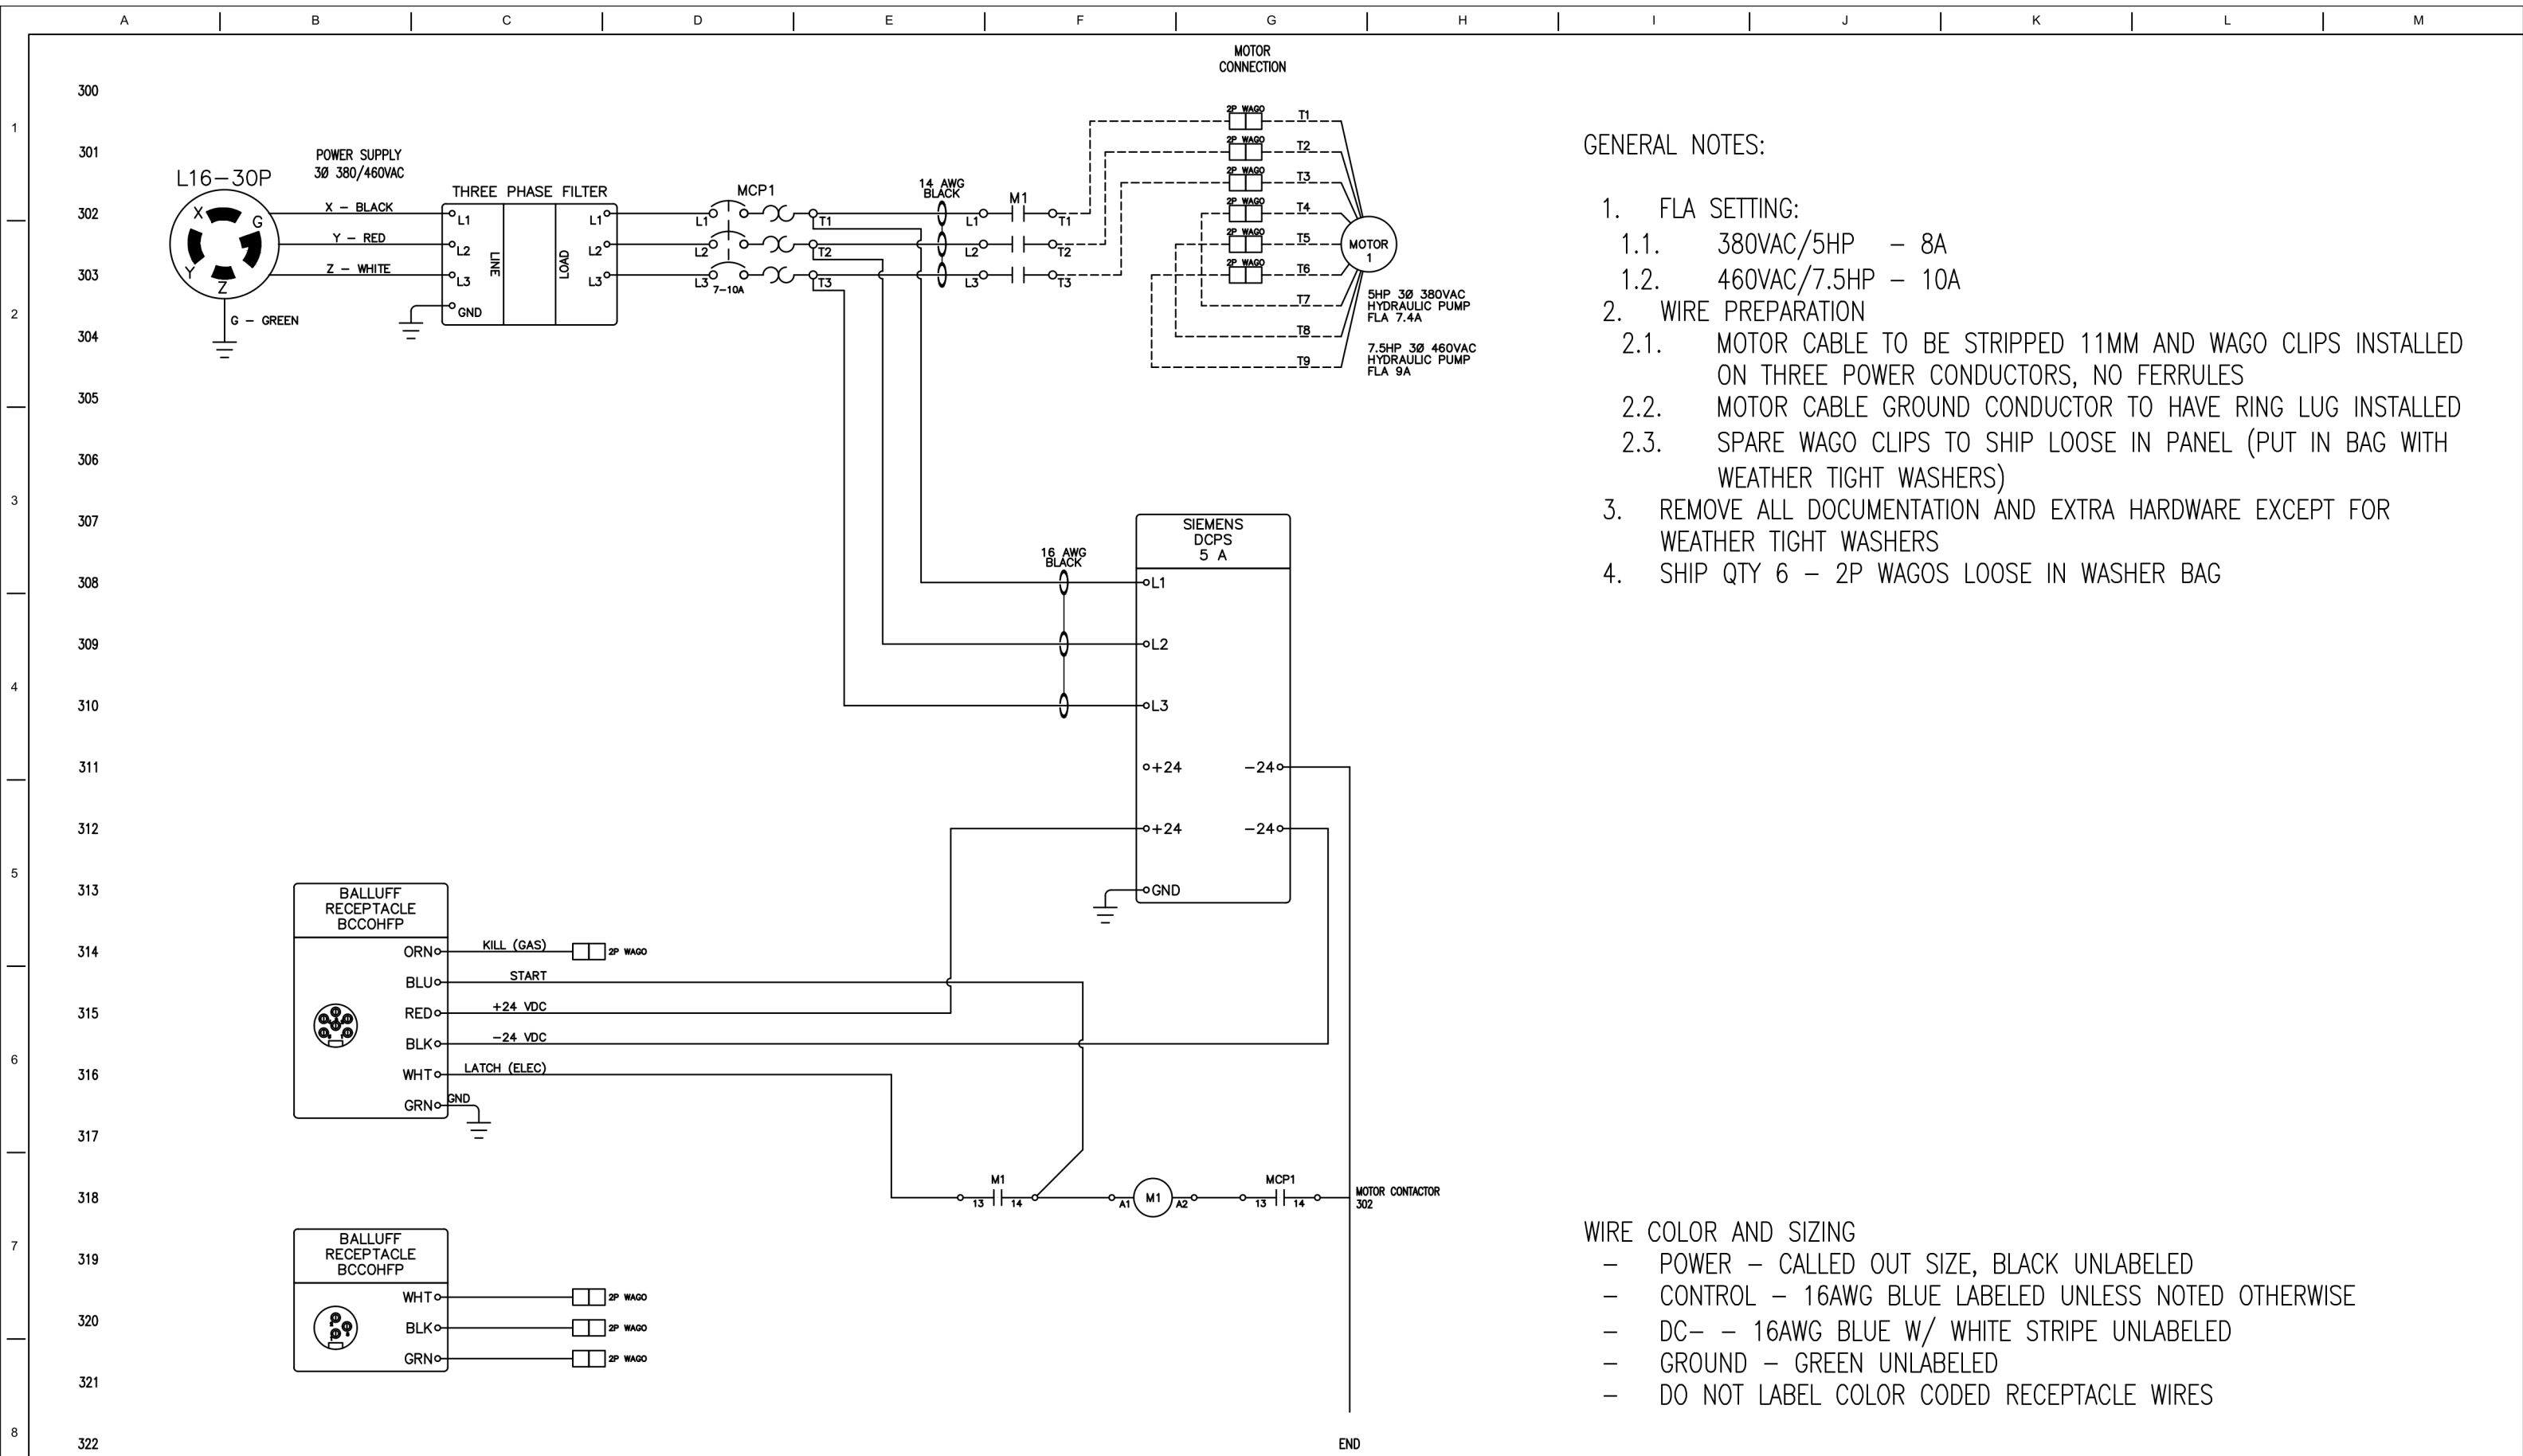 A B C D E F G H I J K L M
MOTOR
CONNECTION
300
1
2P WAGO T1
301
2P WAGO T2
POWER SUPPLY
3Ø 380/460VAC
2P WAGO T3
L16-30P
THREE PHASE FILTER
MCP1
14 AWG
BLACK
M1
302
X
G
Y
Z
X - BLACK
Y - RED
Z - WHITE
G - GREEN
L1
L2
L3
GND
LINE
LOAD
L1
L2
L3
L1
L2
L3
7-10A
T1
T2
T3
L1
L2
L3
T1
T2
T3
2P WAGO T4
2P WAGO T5
2P WAGO T6
T7
T8
T9
MOTOR
1
303
2
5HP 3Ø 380VAC
HYDRAULIC PUMP
FLA 7.4A
304
7.5HP 3Ø 460VAC
HYDRAULIC PUMP
FLA 9A
305
306
3
307
SIEMENS
DCPS
5 A
16 AWG
BLACK
308
L1
309
L2
4
310
L3
311
+24 -24
312
+24 -24
5
313
GND
BALLUFF
RECEPTACLE
BCCOHFP
314
ORN KILL (GAS) 2P WAGO
BLU START
315
RED +24 VDC
BLK -24 VDC
6
316
WHT LATCH (ELEC)
GRN GND
317
318
M1
13 14
A1 M1 A2
MCP1
13 14
MOTOR CONTACTOR
302
7
319
BALLUFF
RECEPTACLE
BCCOHFP
WHT 2P WAGO
320
BLK 2P WAGO
GRN 2P WAGO
321
8
322
END
GENERAL NOTES:
1. FLA SETTING:
1.1. 380VAC/5HP - 8A
1.2. 460VAC/7.5HP - 10A
2. WIRE PREPARATION
2.1. MOTOR CABLE TO BE STRIPPED 11MM AND WAGO CLIPS INSTALLED
ON THREE POWER CONDUCTORS, NO FERRULES
2.2. MOTOR CABLE GROUND CONDUCTOR TO HAVE RING LUG INSTALLED
2.3. SPARE WAGO CLIPS TO SHIP LOOSE IN PANEL (PUT IN BAG WITH
WEATHER TIGHT WASHERS)
3. REMOVE ALL DOCUMENTATION AND EXTRA HARDWARE EXCEPT FOR
WEATHER TIGHT WASHERS
4. SHIP QTY 6 - 2P WAGOS LOOSE IN WASHER BAG
WIRE COLOR AND SIZING
- POWER - CALLED OUT SIZE, BLACK UNLABELED
- CONTROL - 16AWG BLUE LABELED UNLESS NOTED OTHERWISE
- DC- - 16AWG BLUE W/ WHITE STRIPE UNLABELED
- GROUND - GREEN UNLABELED
- DO NOT LABEL COLOR CODED RECEPTACLE WIRES